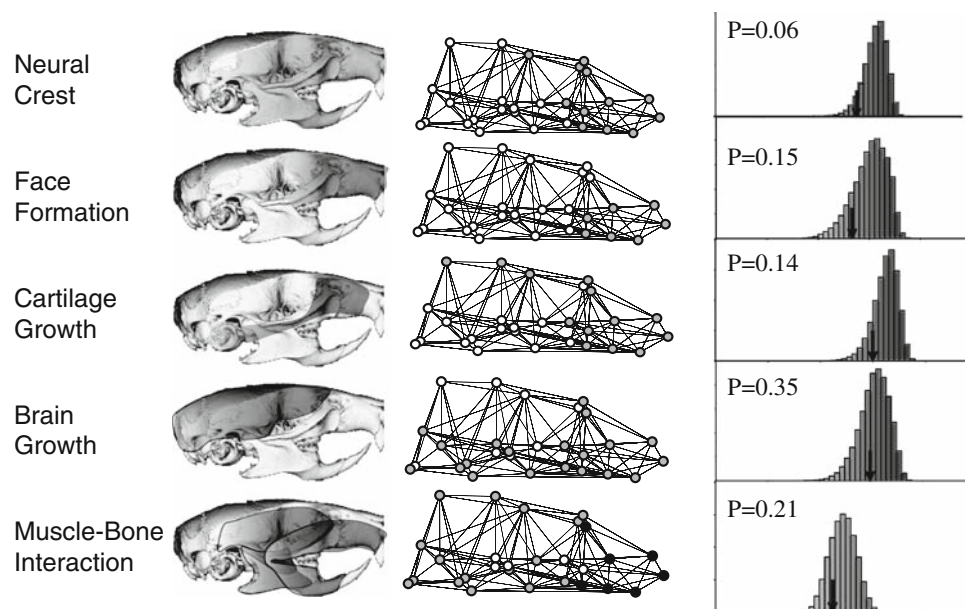 Neural
Crest
P=0.06
Face
Formation
P=0.15
Cartilage
Growth
P=0.14
Brain
Growth
P=0.35
Muscle-Bone
Interaction
P=0.21